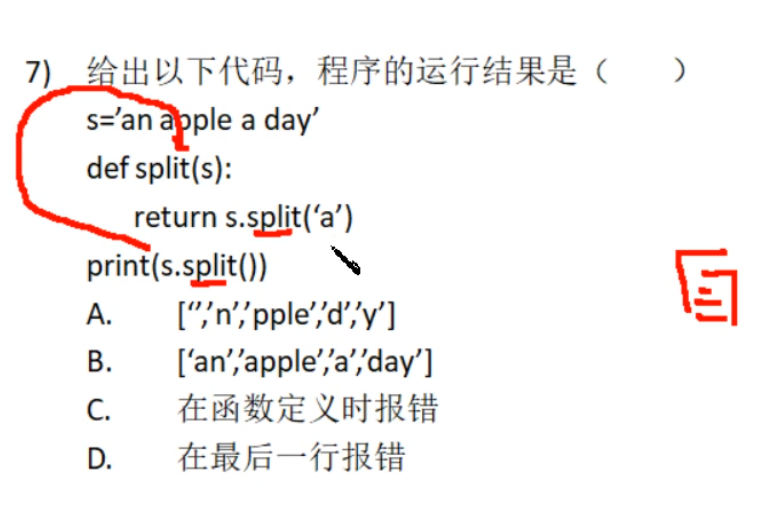 7) 给出以下代码，程序的运行结果是（ ）
s=’an apple a day’
def split(s):
return s.split(‘a’)
print(s.split())
A. [‘’,’n’,’pple’,’d’,’y’]
B. [‘an’,’apple’,’a’,’day’]
C. 在函数定义时报错
D. 在最后一行报错